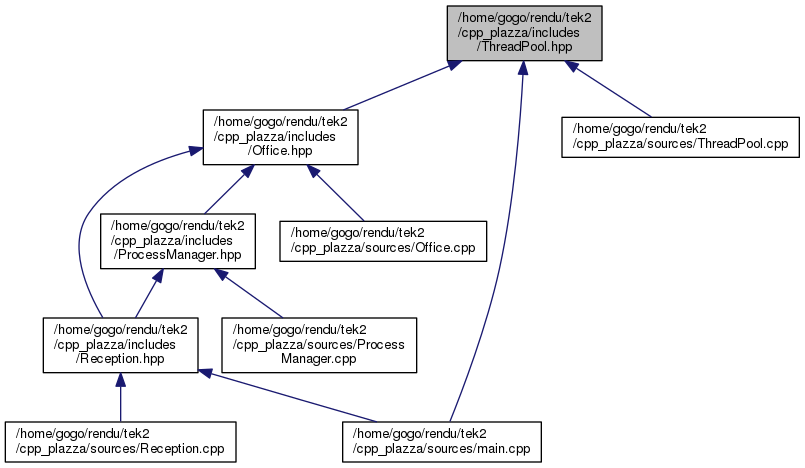 /home/gogo/rendu/tek2
/cpp_plazza/includes
/ThreadPool.hpp
/home/gogo/rendu/tek2
/cpp_plazza/includes
/Office.hpp
/home/gogo/rendu/tek2
/cpp_plazza/sources/ThreadPool.cpp
/home/gogo/rendu/tek2
/cpp_plazza/includes
/ProcessManager.hpp
/home/gogo/rendu/tek2
/cpp_plazza/sources/Office.cpp
/home/gogo/rendu/tek2
/cpp_plazza/includes
/Reception.hpp
/home/gogo/rendu/tek2
/cpp_plazza/sources/Process
Manager.cpp
/home/gogo/rendu/tek2
/cpp_plazza/sources/Reception.cpp
/home/gogo/rendu/tek2
/cpp_plazza/sources/main.cpp